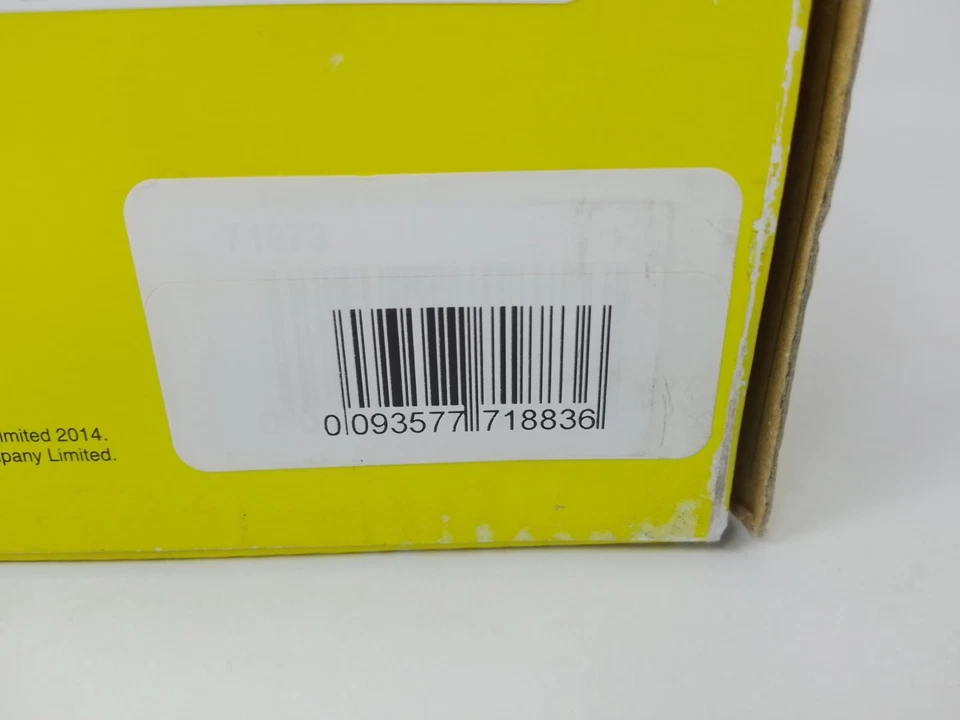 0 093577 718836
imited 2014.
pany Limited.